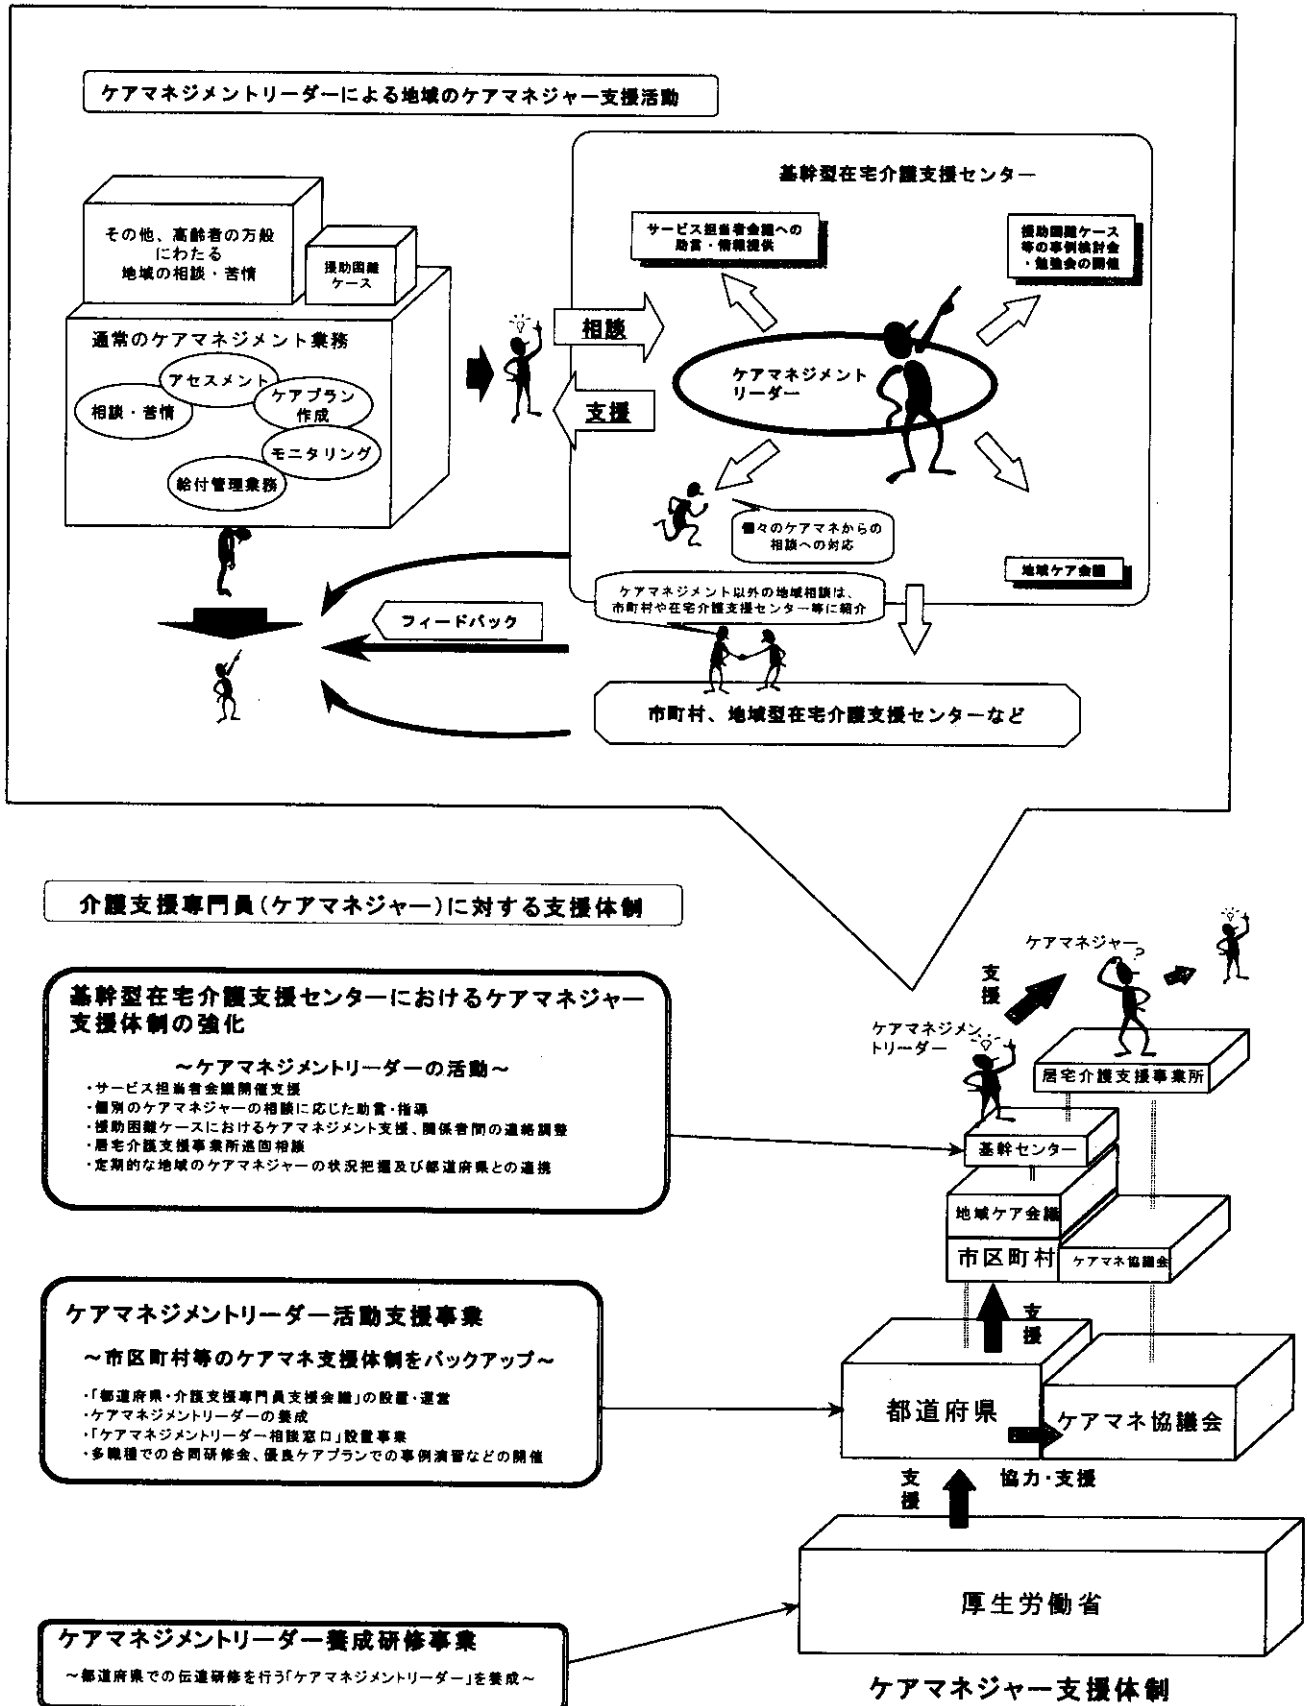 ケアマネジメントリーダーによる地域のケアマネジャー支援活動
基幹型在宅介護支援センター
その他、高齢者の万般
にわたる
地域の相談・苦情
援助困難
ケース
通常のケアマネジメント業務
アセスメント
相談・苦情
ケアプラン
作成
モニタリング
給付管理業務
サービス担当者会議への
助言・情報提供
援助困難ケース
等の事例検討会
・勉強会の開催
相談
支援
ケアマネジメント
リーダー
個々のケアマネからの
相談への対応
地域ケア会議
ケアマネジメント以外の地域相談は、
市町村や在宅介護支援センター等に紹介
フィードバック
市町村、地域型在宅介護支援センターなど
介護支援専門員(ケアマネジャー)に対する支援体制
基幹型在宅介護支援センターにおけるケアマネジャー
支援体制の強化
～ケアマネジメントリーダーの活動～
・サービス担当者会議開催支援
・個別のケアマネジャーの相談に応じた助言・指導
・援助困難ケースにおけるケアマネジメント支援、関係者間の連絡調整
・居宅介護支援事業所巡回相談
・定期的な地域のケアマネジャーの状況把握及び都道府県との連携
ケアマネジャー
?
支
援
ケアマネジメン
トリーダー
居宅介護支援事業所
基幹センター
地域ケア会議
市区町村
ケアマネ協議会
ケアマネジメントリーダー活動支援事業
～市区町村等のケアマネ支援体制をバックアップ～
・「都道府県・介護支援専門員支援会議」の設置・運営
・ケアマネジメントリーダーの養成
・「ケアマネジメントリーダー相談窓口」設置事業
・多職種での合同研修会、優良ケアプランでの事例演習などの開催
支
援
都道府県
ケアマネ協議会
支
援
協力・支援
厚生労働省
ケアマネジメントリーダー養成研修事業
～都道府県での伝達研修を行う「ケアマネジメントリーダー」を養成～
ケアマネジャー支援体制